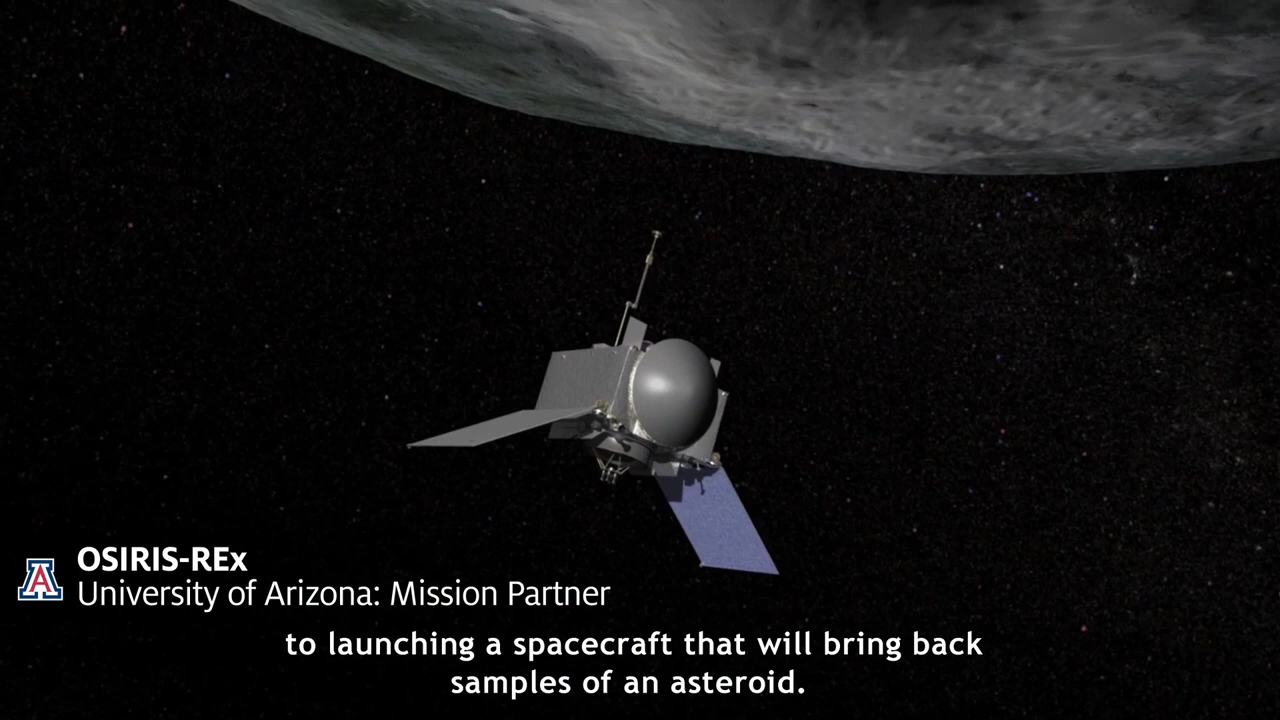 A
OSIRIS-REx
University of Arizona: Mission Partner
to launching a spacecraft that will bring back
samples of an asteroid.